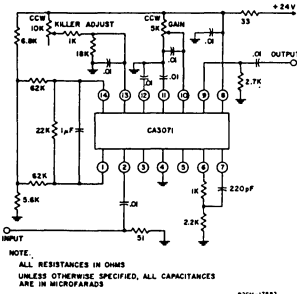 CCW
10K
KILLER ADJUST
1K
18K
6.8K
.01
CCW
5K
GAIN
.01
.01
.01
33
+24V
.01
OUTPUT
2.7K
62K
22K
1µF
62K
5.6K
14
13
12
11
10
9
8
CA3071
1
2
3
4
5
6
7
.01
1K
220pF
2.2K
51
INPUT
NOTE:
ALL RESISTANCES IN OHMS
UNLESS OTHERWISE SPECIFIED, ALL CAPACITANCES
ARE IN MICROFARADS